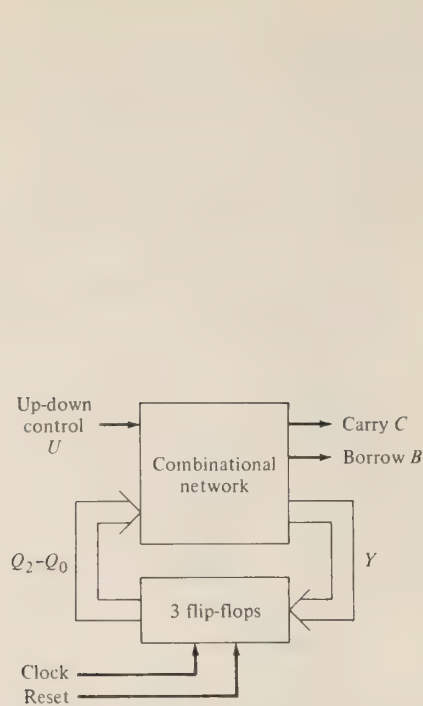 Up-down
control
U
Combinational
network
Carry C
Borrow B
Q₂-Q₀
3 flip-flops
Y
Clock
Reset